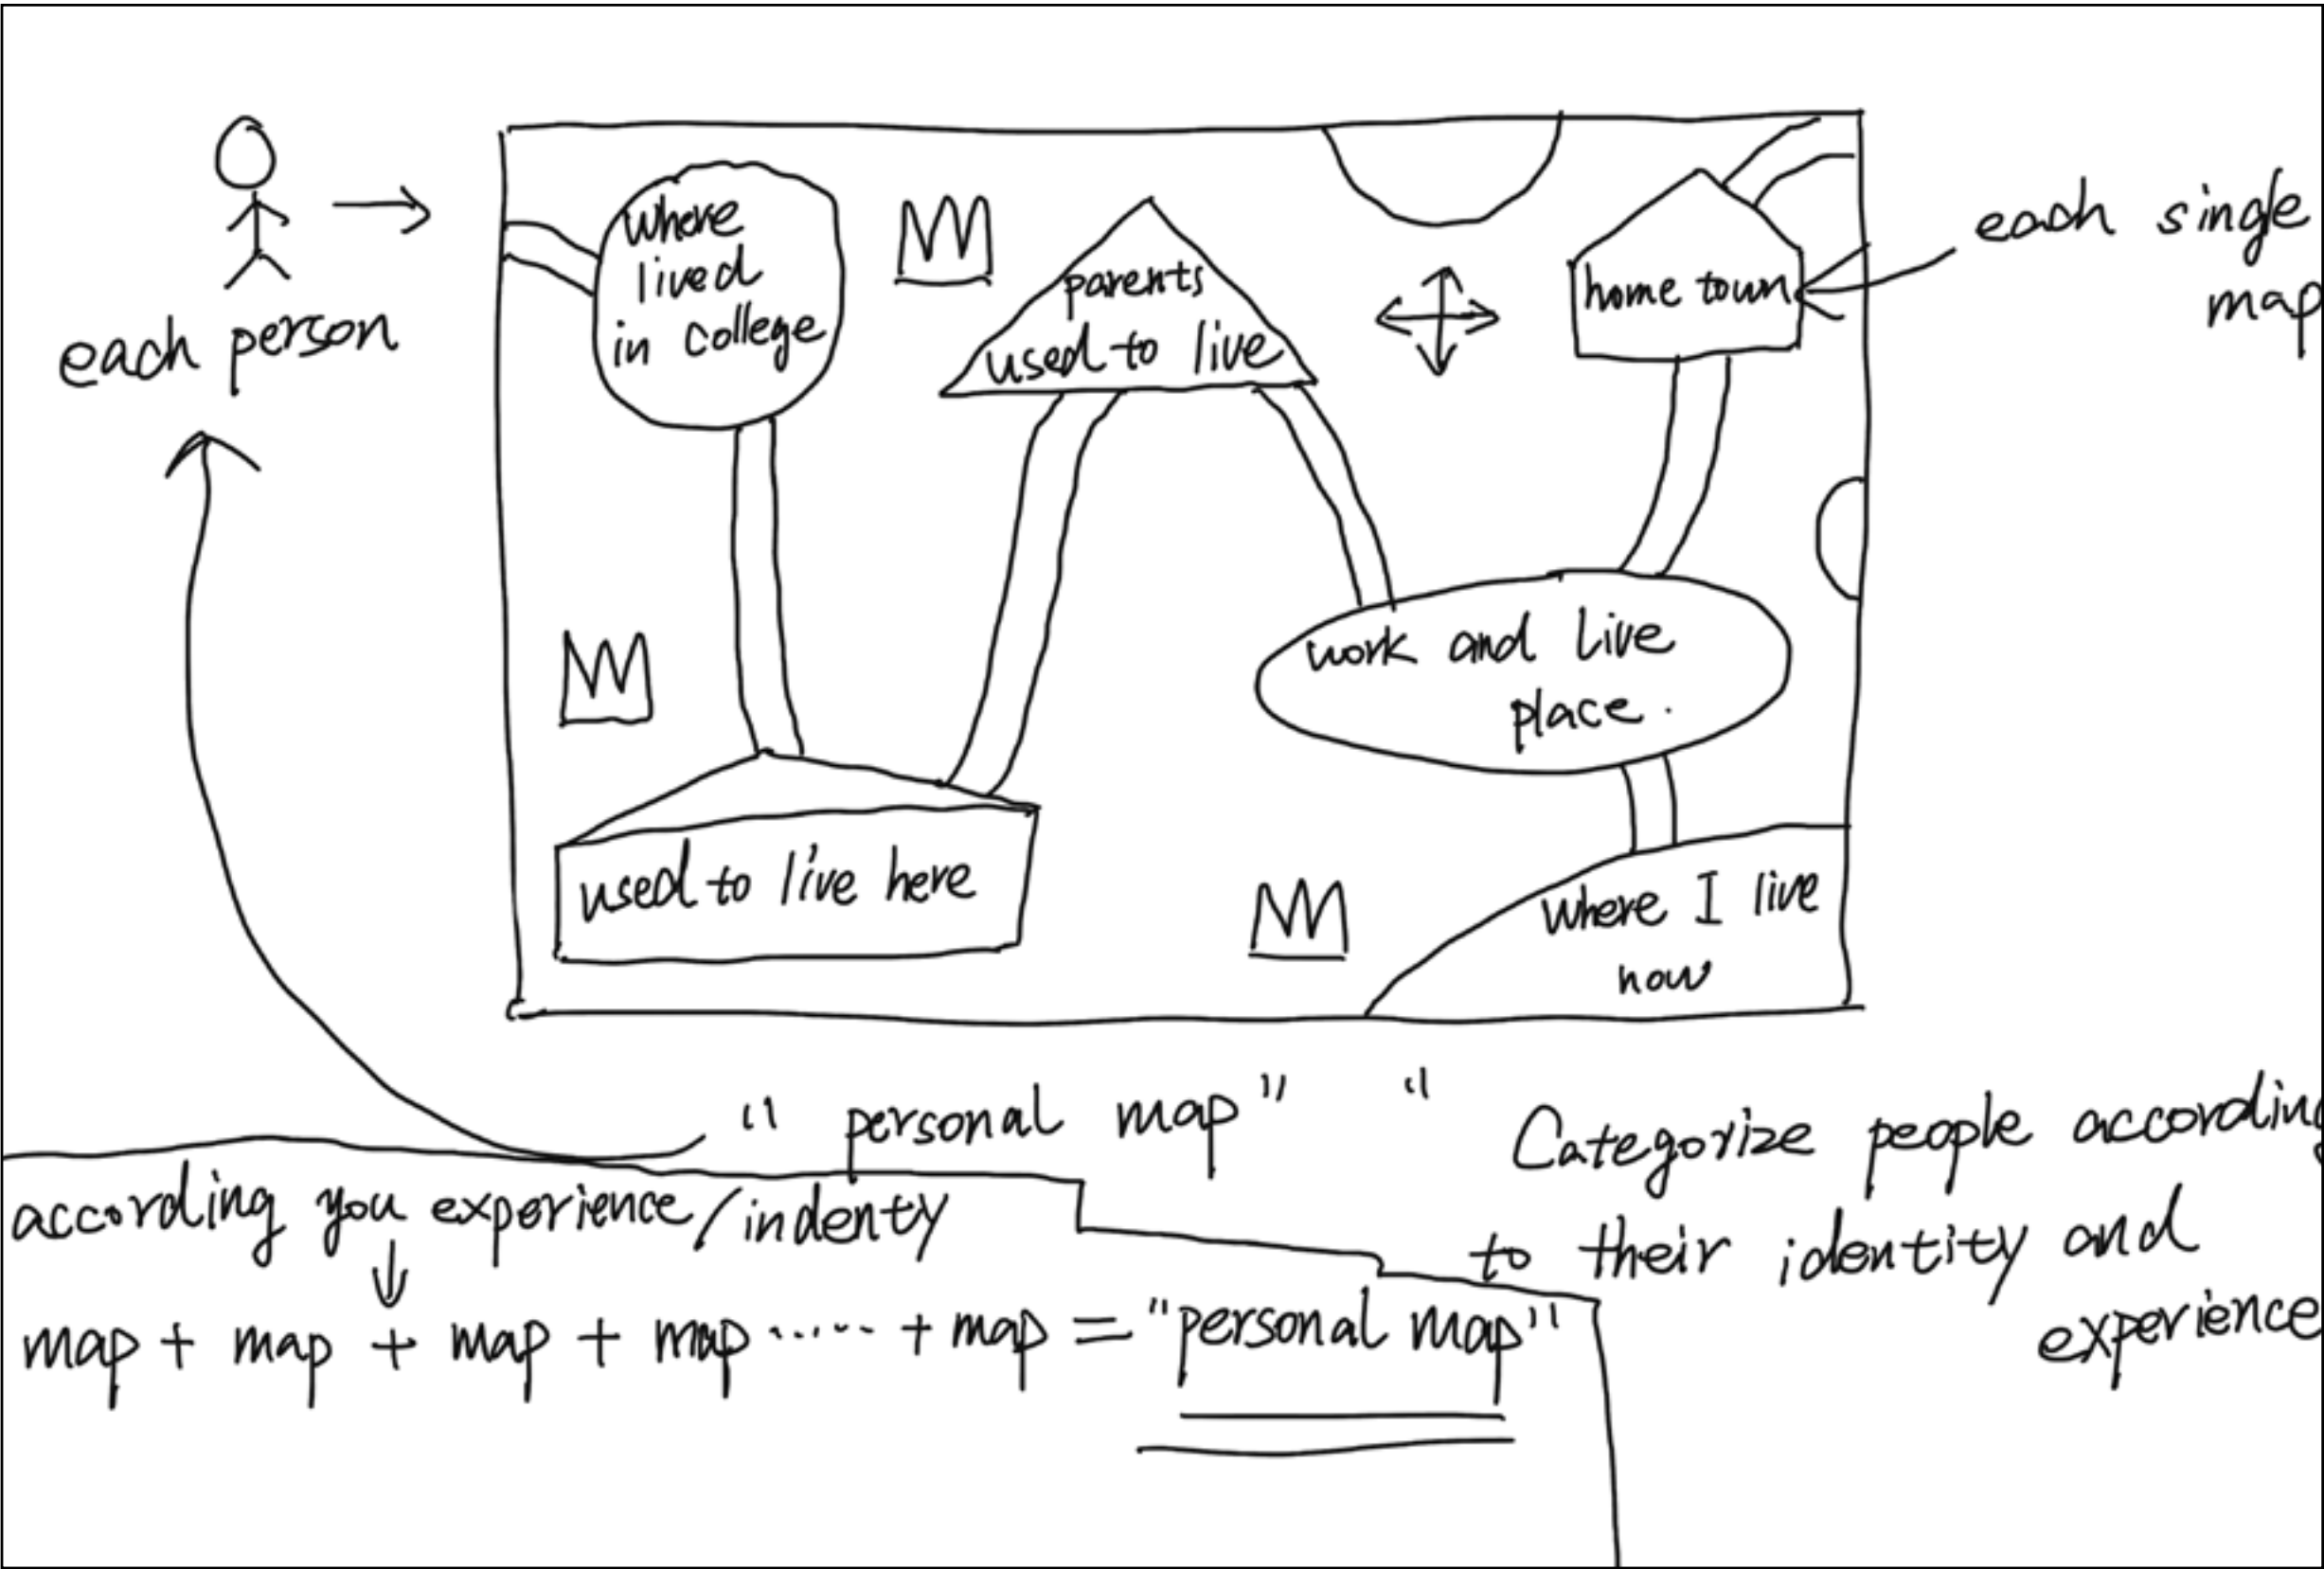 each person
where
lived
in college
parents
used to live
home town
each single
map
work and live
place.
used to live here
where I live
now
"personal map"
"Categorize people according
to their identity and
experience
according you experience/indenty
map + map + map + map ...... + map = "personal map"